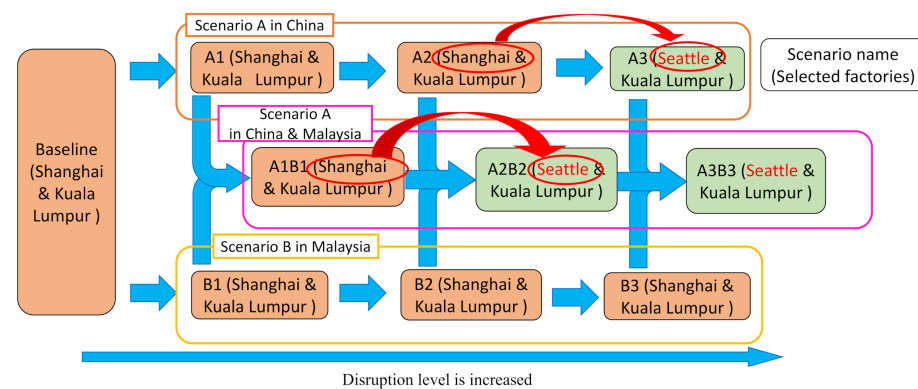 Scenario A in China
A1 (Shanghai &
Kuala Lumpur )
A2 (Shanghai &
Kuala Lumpur )
A3 (Seattle &
Kuala Lumpur )
Scenario name
(Selected factories)
Baseline
(Shanghai
& Kuala
Lumpur )
Scenario A
in China & Malaysia
A1B1 (Shanghai
& Kuala Lumpur )
A2B2 (Seattle &
Kuala Lumpur )
A3B3 (Seattle &
Kuala Lumpur )
Scenario B in Malaysia
B1 (Shanghai &
Kuala Lumpur )
B2 (Shanghai &
Kuala Lumpur )
B3 (Shanghai &
Kuala Lumpur )
Disruption level is increased